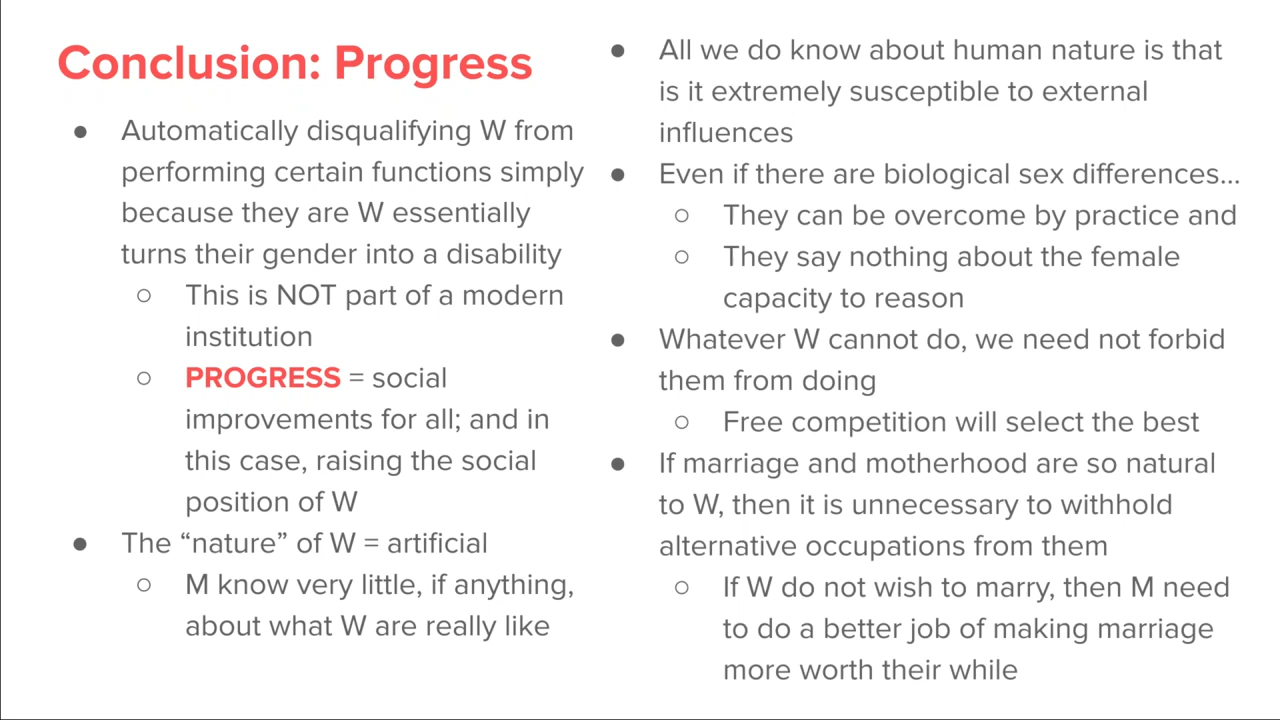 Conclusion: Progress
● Automatically disqualifying W from
performing certain functions simply
because they are W essentially
turns their gender into a disability
○ This is NOT part of a modern
institution
○ PROGRESS = social
improvements for all; and in
this case, raising the social
position of W
● The “nature” of W = artificial
○ M know very little, if anything,
about what W are really like
● All we do know about human nature is that
is it extremely susceptible to external
influences
● Even if there are biological sex differences...
○ They can be overcome by practice and
○ They say nothing about the female
capacity to reason
● Whatever W cannot do, we need not forbid
them from doing
○ Free competition will select the best
● If marriage and motherhood are so natural
to W, then it is unnecessary to withhold
alternative occupations from them
○ If W do not wish to marry, then M need
to do a better job of making marriage
more worth their while